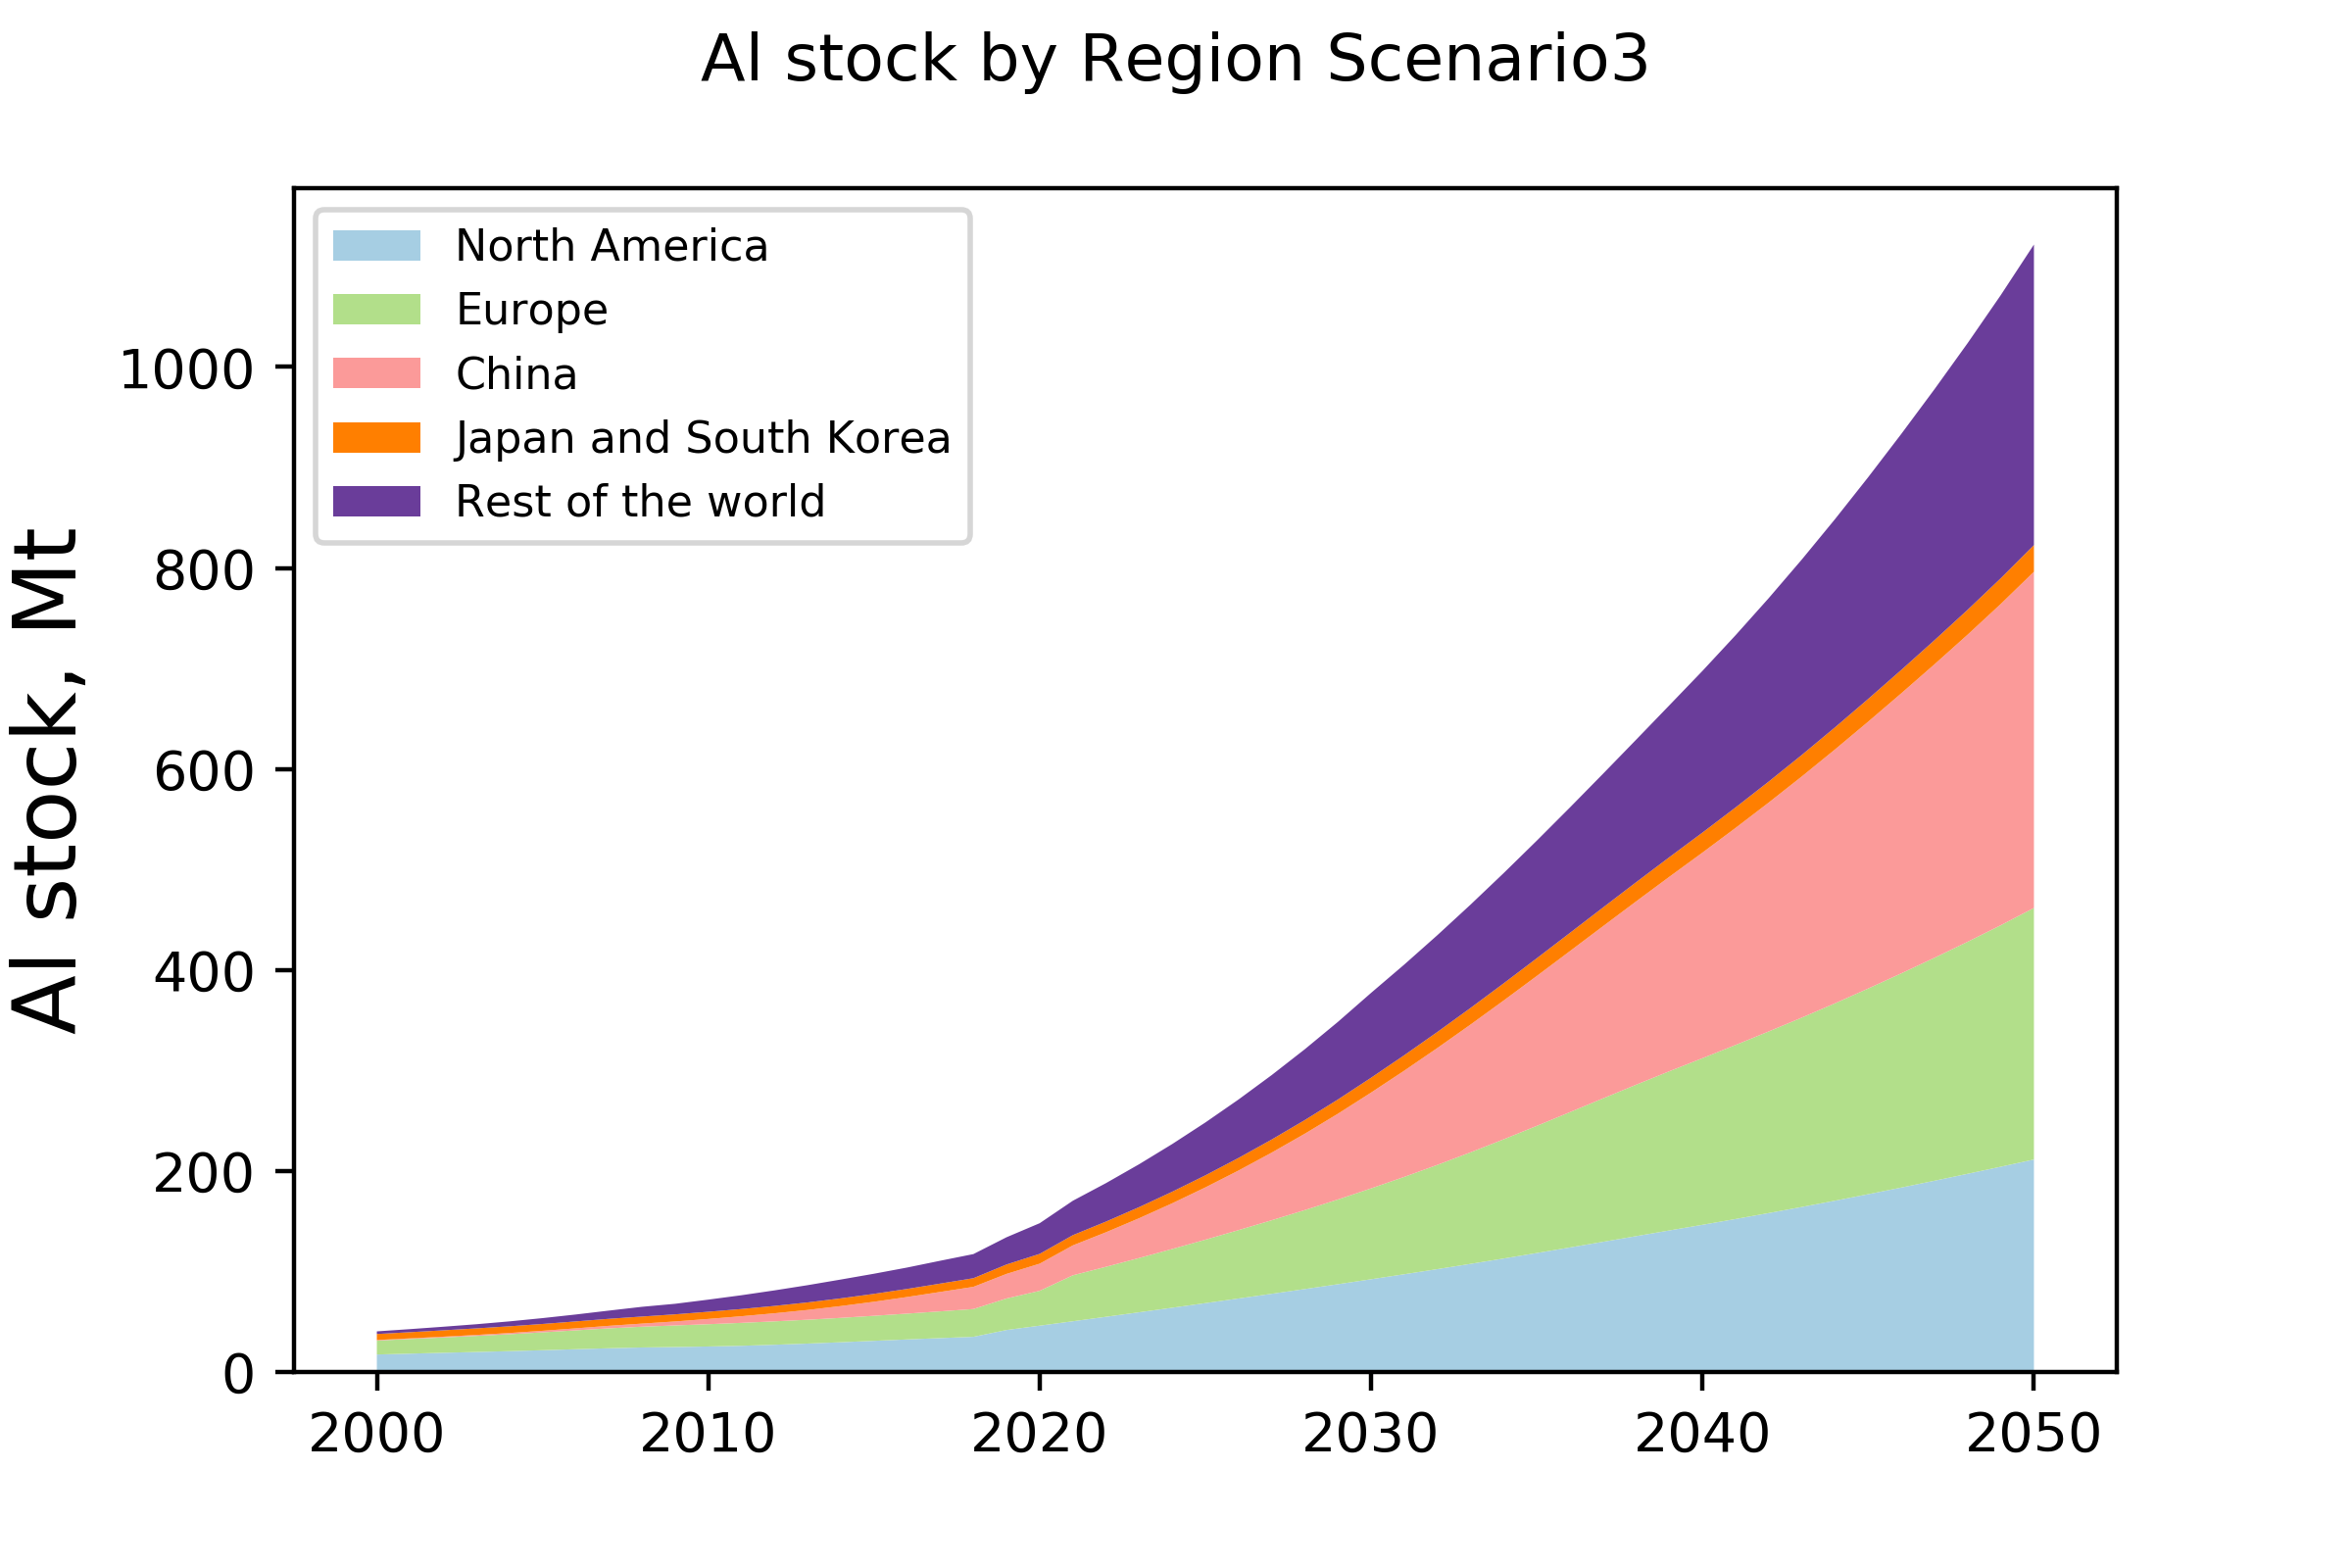 Al stock by Region Scenario3
North America
Europe
China
Japan and South Korea
Rest of the world
Al stock, Mt
1000
800
600
400
200
0
2000 2010 2020 2030 2040 2050